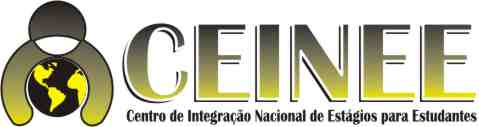 CEINEE
Centro de Integração Nacional de Estágios para Estudantes